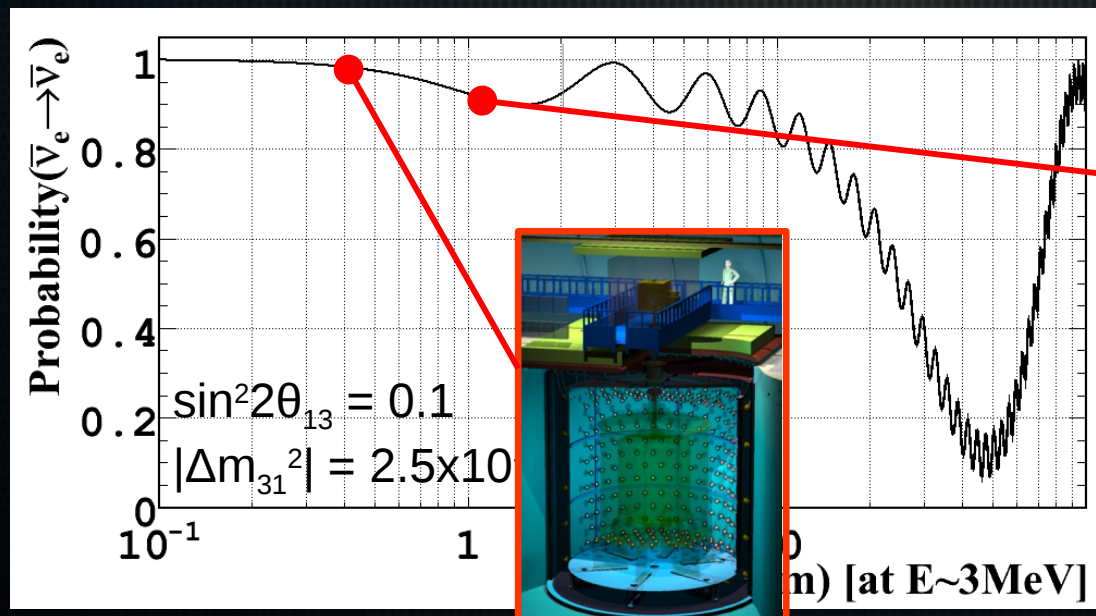 Probability(ν̅ₑ→ν̅ₑ)
1
0.8
0.6
0.4
0.2
0
sin²2θ₁₃ = 0.1
|Δm₃₁²| = 2.5x10
10⁻¹
1
0
m) [at E~3MeV]